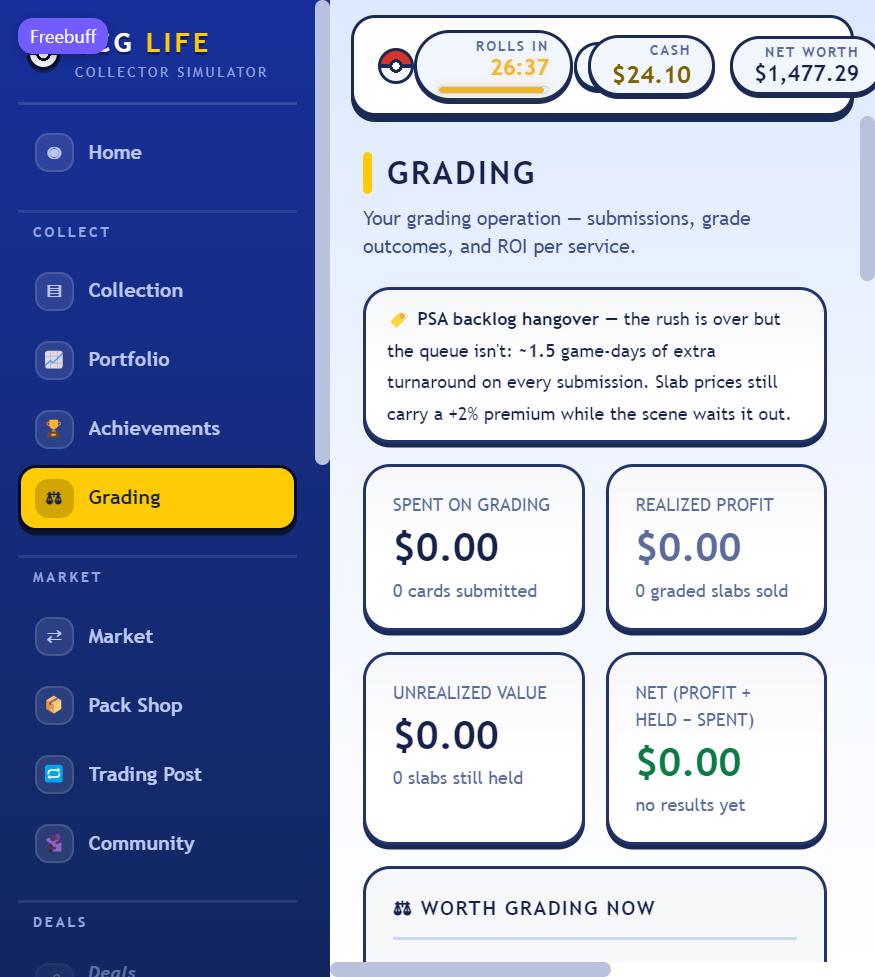 Freebuff
CG LIFE
COLLECTOR SIMULATOR
Home
COLLECT
Collection
Portfolio
Achievements
Grading
MARKET
Market
Pack Shop
Trading Post
Community
DEALS
Deals
ROLLS IN
26:37
CASH
$24.10
NET WORTH
$1,477.29
GRADING
Your grading operation — submissions, grade
outcomes, and ROI per service.
PSA backlog hangover — the rush is over but
the queue isn't: ~1.5 game-days of extra
turnaround on every submission. Slab prices still
carry a +2% premium while the scene waits it out.
SPENT ON GRADING
$0.00
0 cards submitted
REALIZED PROFIT
$0.00
0 graded slabs sold
UNREALIZED VALUE
$0.00
0 slabs still held
NET (PROFIT +
HELD − SPENT)
$0.00
no results yet
WORTH GRADING NOW